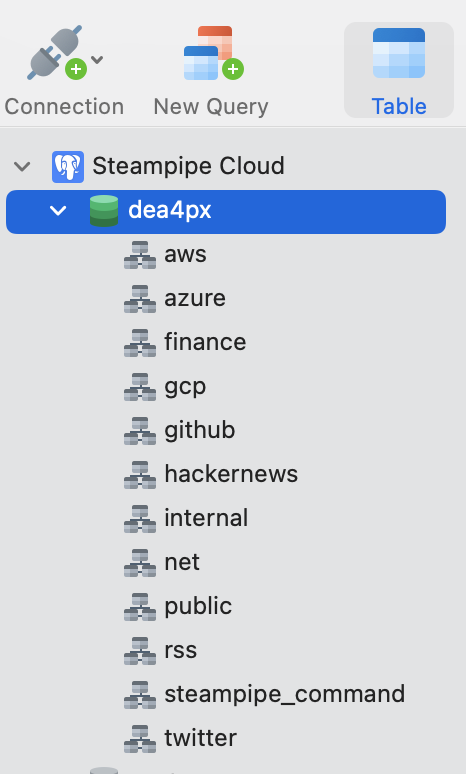 Connection New Query Table
Steampipe Cloud
dea4px
aws
azure
finance
gcp
github
hackernews
internal
net
public
rss
steampipe_command
twitter